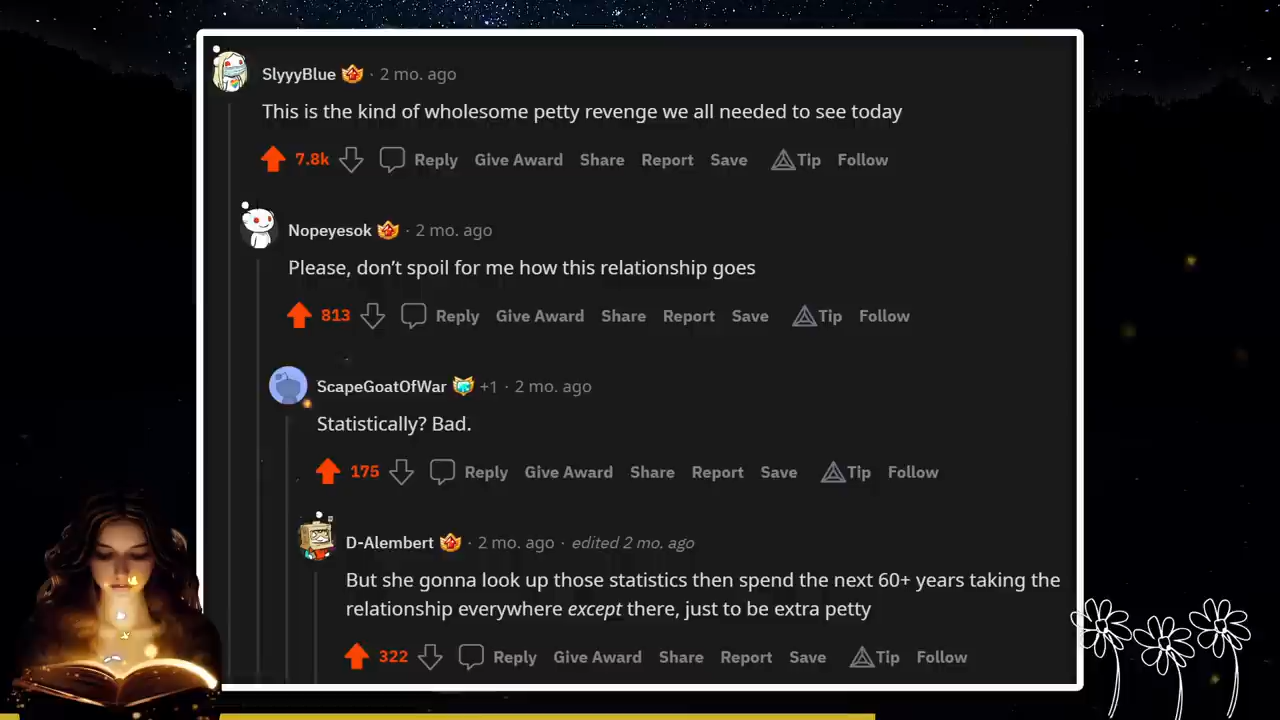 SlyyyBlue · 2 mo. ago
This is the kind of wholesome petty revenge we all needed to see today
7.8k Reply Give Award Share Report Save Tip Follow
Nopeyesok · 2 mo. ago
Please, don’t spoil for me how this relationship goes
813 Reply Give Award Share Report Save Tip Follow
ScapeGoatOfWar +1 · 2 mo. ago
Statistically? Bad.
175 Reply Give Award Share Report Save Tip Follow
D-Alembert · 2 mo. ago · edited 2 mo. ago
But she gonna look up those statistics then spend the next 60+ years taking the
relationship everywhere except there, just to be extra petty
322 Reply Give Award Share Report Save Tip Follow